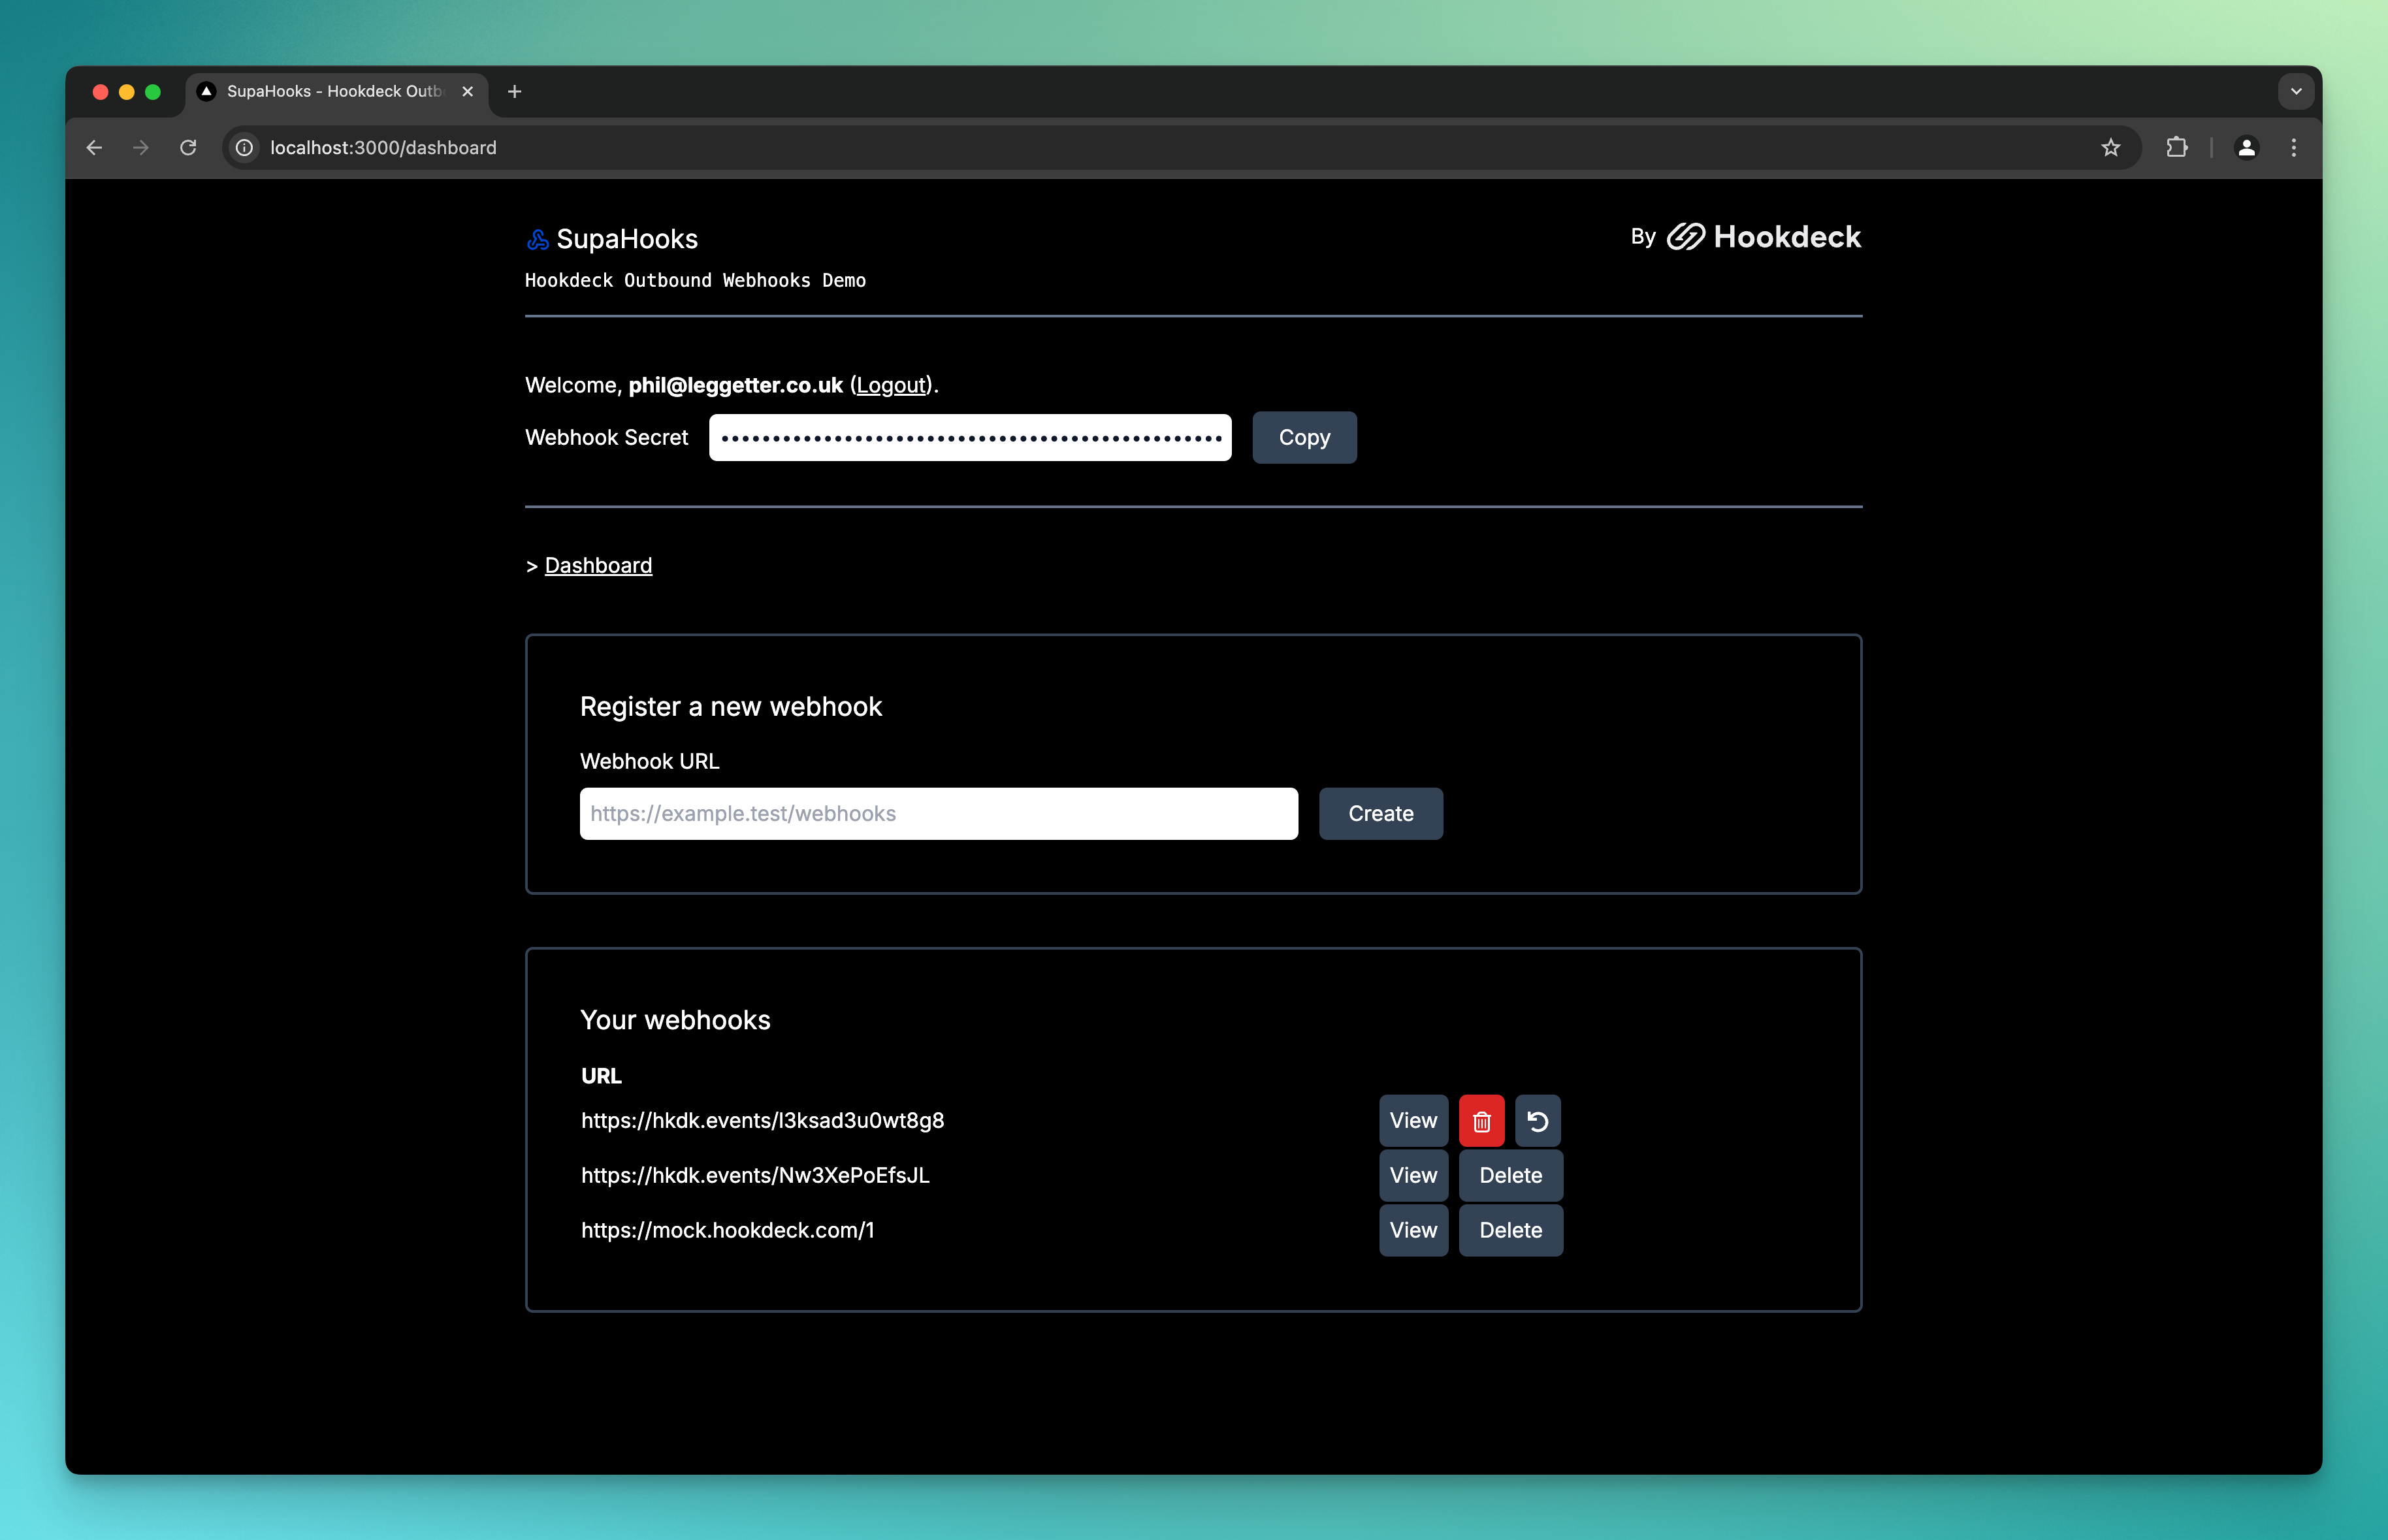 SupaHooks - Hookdeck Outb
localhost:3000/dashboard
SupaHooks
By Hookdeck
Hookdeck Outbound Webhooks Demo
Welcome, phil@leggetter.co.uk (Logout).
Webhook Secret
Copy
> Dashboard
Register a new webhook
Webhook URL
https://example.test/webhooks
Create
Your webhooks
URL
https://hkdk.events/l3ksad3u0wt8g8 View
https://hkdk.events/Nw3XePoEfsJL View Delete
https://mock.hookdeck.com/1 View Delete